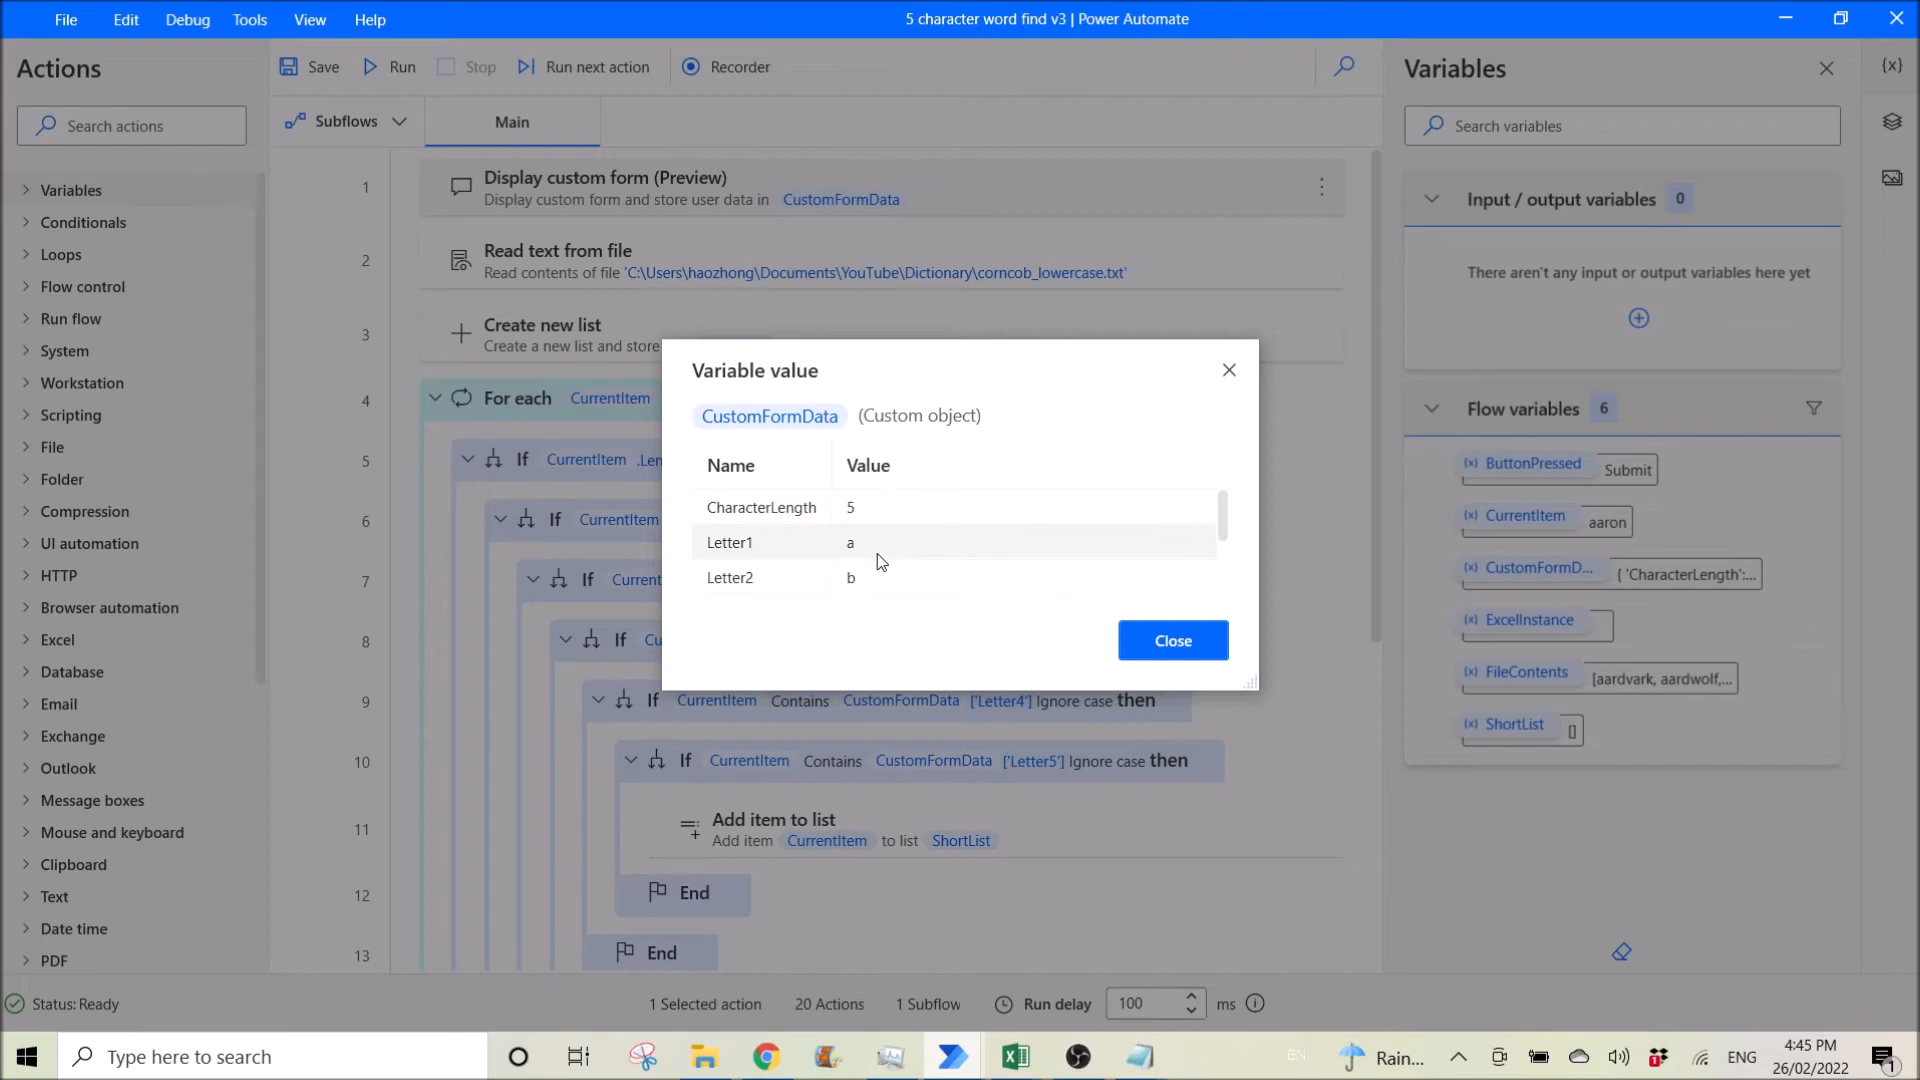 File
Edit
Debug
Tools
View
Help
5 character word find v3 | Power Automate
Actions
Search actions
Variables
Conditionals
Loops
Flow control
Run flow
System
Workstation
Scripting
File
Folder
Compression
UI automation
HTTP
Browser automation
Excel
Database
Email
Exchange
Outlook
Message boxes
Mouse and keyboard
Clipboard
Text
Date time
PDF
Save
Run
Stop
Run next action
Recorder
Subflows
Main
1
Display custom form (Preview)
Display custom form and store user data in CustomFormData
2
Read text from file
Read contents of file 'C:\Users\haozhong\Documents\YouTube\Dictionary\corncob_lowercase.txt'
3
Create new list
Create a new list and store
4
For each CurrentItem
5
If CurrentItem .Len
6
If CurrentItem
7
If Current
8
If Cu
9
If CurrentItem Contains CustomFormData ['Letter4'] Ignore case then
10
If CurrentItem Contains CustomFormData ['Letter5'] Ignore case then
11
Add item to list
Add item CurrentItem to list ShortList
12
End
13
End
Variable value
CustomFormData (Custom object)
Name Value
CharacterLength 5
Letter1 a
Letter2 b
Close
Variables
{x}
Search variables
Input / output variables 0
There aren't any input or output variables here yet
Flow variables 6
(x) ButtonPressed Submit
(x) CurrentItem aaron
(x) CustomFormD... { 'CharacterLength':...
(x) ExcelInstance
(x) FileContents [aardvark, aardwolf,...
(x) ShortList []
Status: Ready
1 Selected action
20 Actions
1 Subflow
Run delay
100
ms
Type here to search
EN
Rain...
ENG
4:45 PM
26/02/2022
1
1